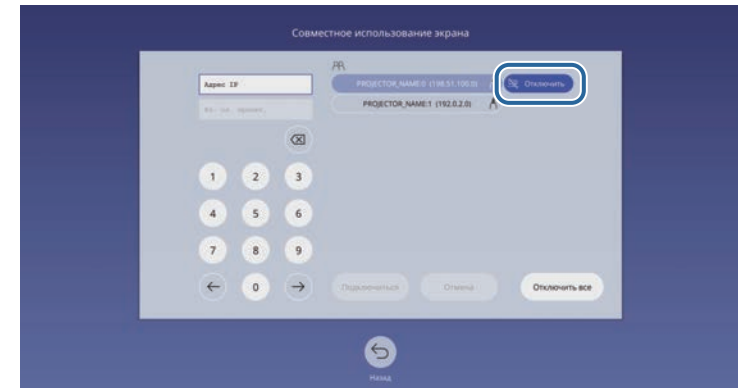 Совместное использование экрана
Адрес IP
PROJECTOR_NAME:0 (198.51.100.0)
Отключить
PROJECTOR_NAME:1 (192.0.2.0)
1 2 3
4 5 6
7 8 9
0
Подключиться
Отмена
Отключить все
Назад